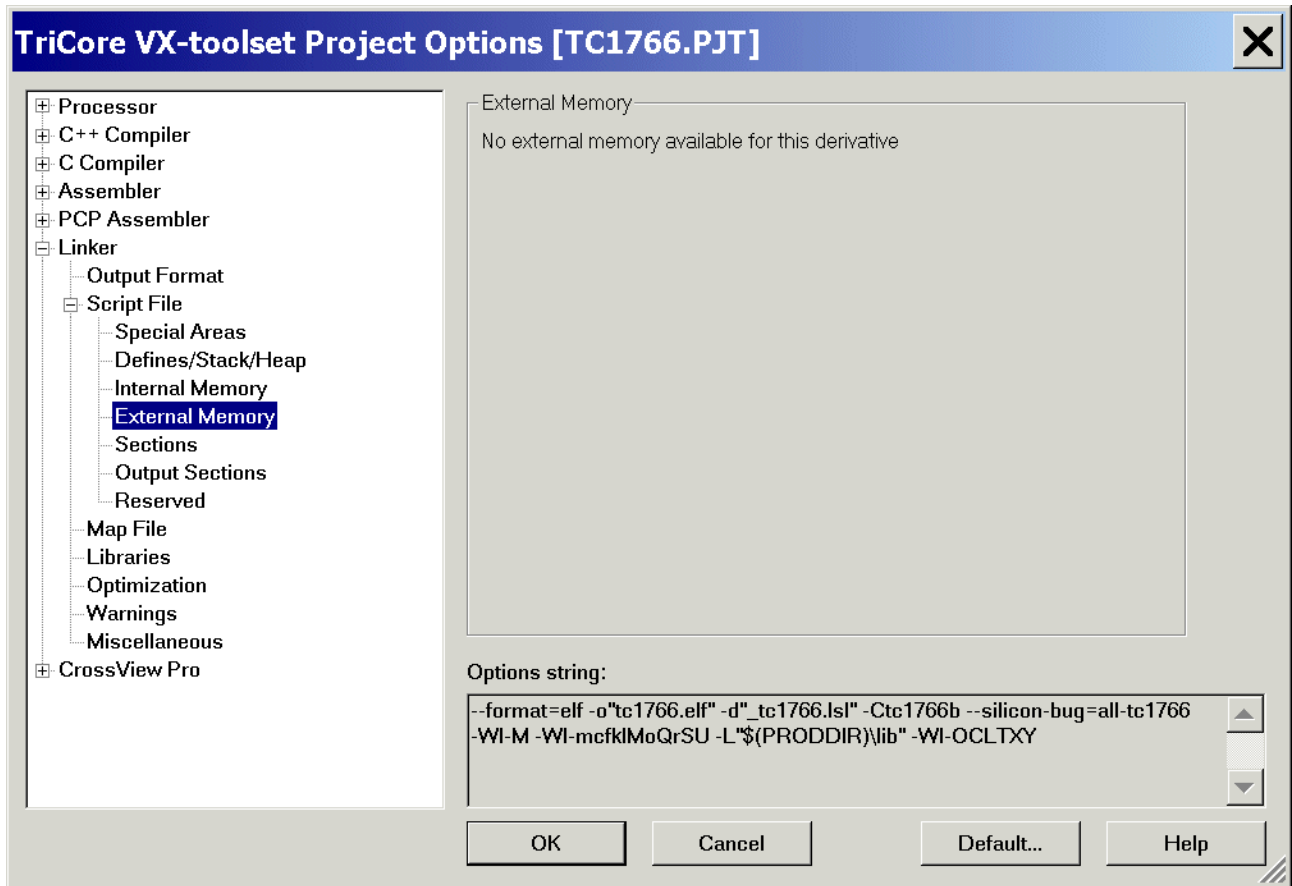 TriCore VX-toolset Project Options [TC1766.PJT]
Processor
C++ Compiler
C Compiler
Assembler
PCP Assembler
Linker
Output Format
Script File
Special Areas
Defines/Stack/Heap
Internal Memory
External Memory
Sections
Output Sections
Reserved
Map File
Libraries
Optimization
Warnings
Miscellaneous
CrossView Pro
External Memory
No external memory available for this derivative
Options string:
--format=elf -o"tc1766.elf" -d"_tc1766.lsl" -Ctc1766b --silicon-bug=all-tc1766
-Wl-M -Wl-mcfklMoQrSU -L"$(PRODDIR)\lib" -Wl-OCLTXY
OK
Cancel
Default...
Help